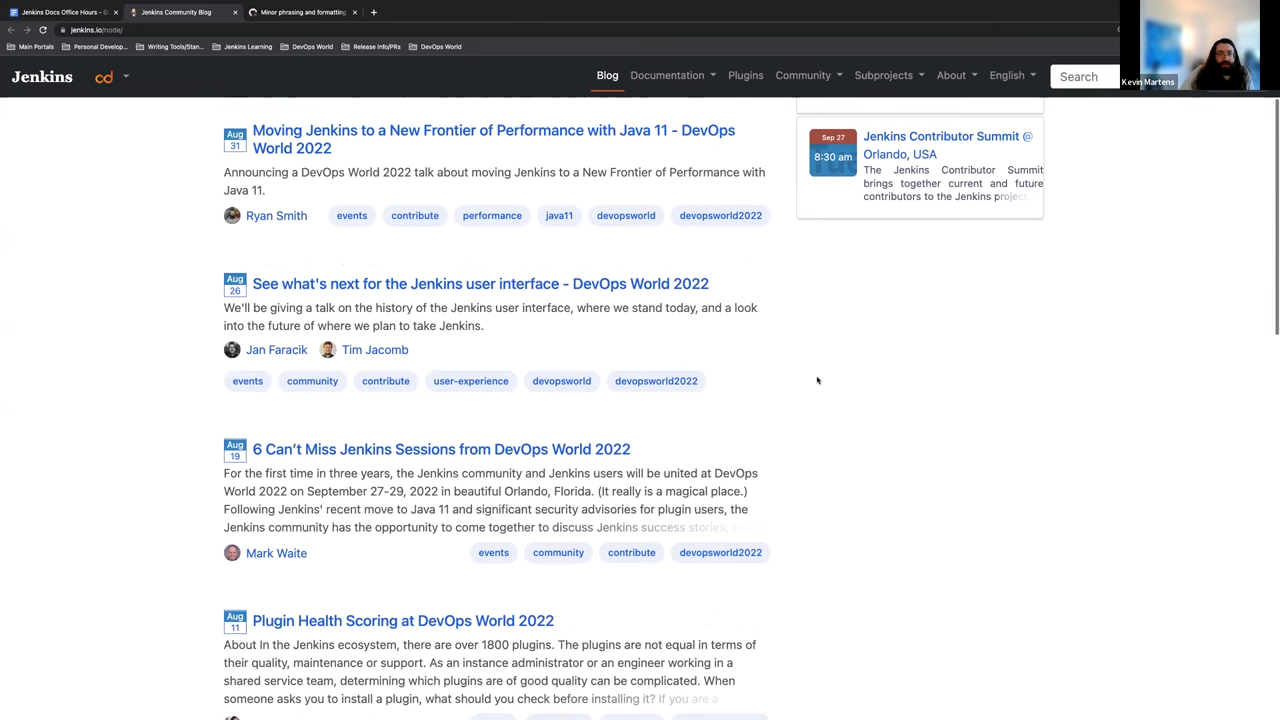 Jenkins Docs Office Hours - G
Jenkins Community Blog
Minor phrasing and formatting
jenkins.io/node/
Main Portals
Personal Develop...
Writing Tools/Stan...
Jenkins Learning
DevOps World
Release Info/PRs
DevOps World
Kevin Martens
Jenkins
cd
Blog
Documentation
Plugins
Community
Subprojects
About
English
Search
Aug
31
Moving Jenkins to a New Frontier of Performance with Java 11 - DevOps
World 2022
Announcing a DevOps World 2022 talk about moving Jenkins to a New Frontier of Performance with
Java 11.
Ryan Smith
events
contribute
performance
java11
devopsworld
devopsworld2022
Sep 27
8:30 am
Jenkins Contributor Summit @
Orlando, USA
The Jenkins Contributor Summit
brings together current and future
contributors to the Jenkins project,
Aug
26
See what's next for the Jenkins user interface - DevOps World 2022
We'll be giving a talk on the history of the Jenkins user interface, where we stand today, and a look
into the future of where we plan to take Jenkins.
Jan Faracik
Tim Jacomb
events
community
contribute
user-experience
devopsworld
devopsworld2022
Aug
19
6 Can't Miss Jenkins Sessions from DevOps World 2022
For the first time in three years, the Jenkins community and Jenkins users will be united at DevOps
World 2022 on September 27-29, 2022 in beautiful Orlando, Florida. (It really is a magical place.)
Following Jenkins' recent move to Java 11 and significant security advisories for plugin users, the
Jenkins community has the opportunity to come together to discuss Jenkins success stories,
Mark Waite
events
community
contribute
devopsworld2022
Aug
11
Plugin Health Scoring at DevOps World 2022
About In the Jenkins ecosystem, there are over 1800 plugins. The plugins are not equal in terms of
their quality, maintenance or support. As an instance administrator or an engineer working in a
shared service team, determining which plugins are of good quality can be complicated. When
someone asks you to install a plugin, what should you check before installing it? If you are a